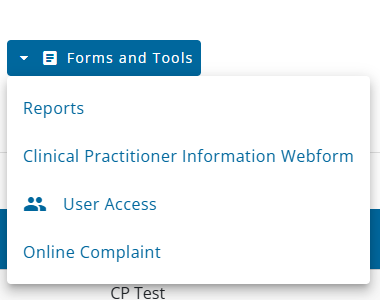 Forms and Tools
Reports
Clinical Practitioner Information Webform
User Access
Online Complaint
CP Test